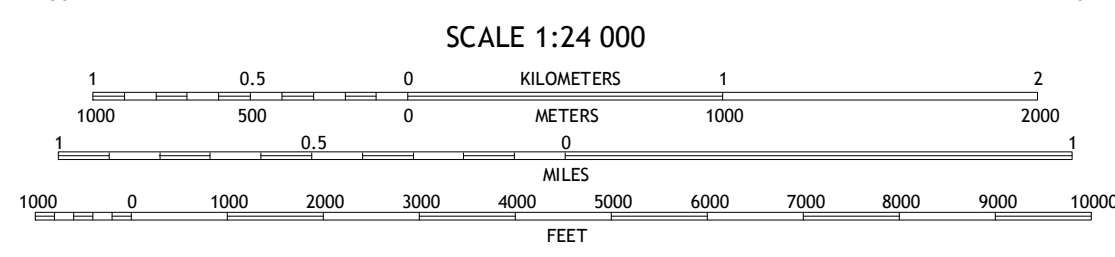 SCALE 1:24 000
1 0.5 0 KILOMETERS 1 2
1000 500 0 METERS 1000 2000
1 0.5 0 1
MILES
1000 0 1000 2000 3000 4000 5000 6000 7000 8000 9000 10000
FEET